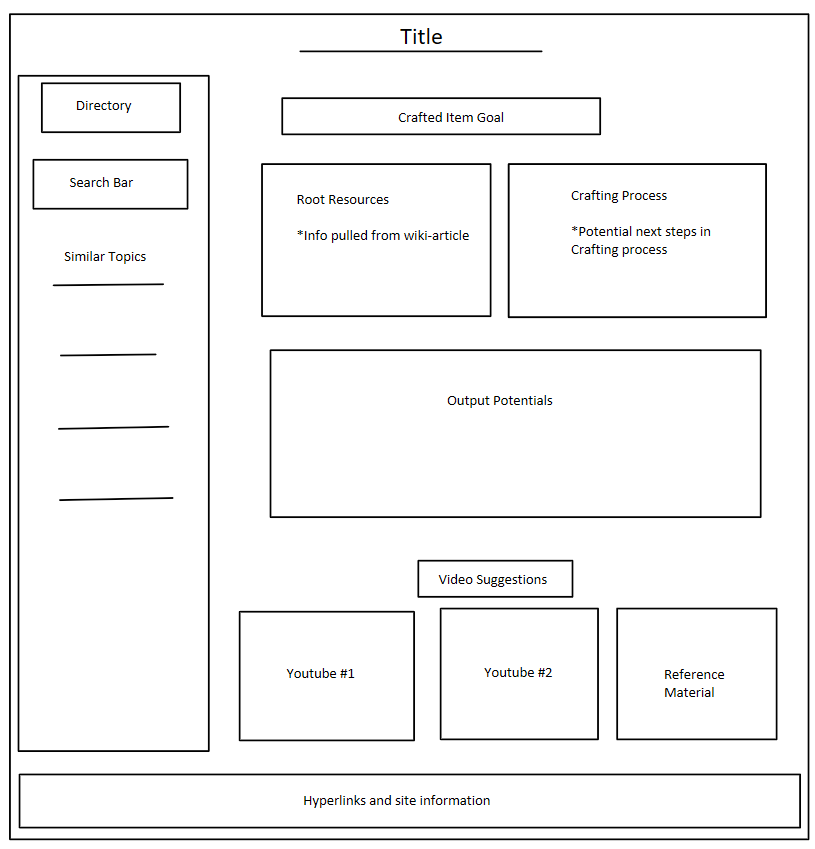 Title
Directory
Search Bar
Similar Topics
Crafted Item Goal
Root Resources
*Info pulled from wiki-article
Crafting Process
*Potential next steps in
Crafting process
Output Potentials
Video Suggestions
Youtube #1
Youtube #2
Reference
Material
Hyperlinks and site information